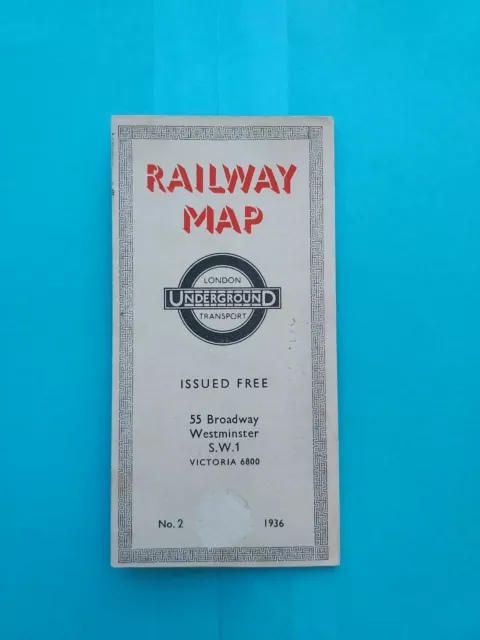 RAILWAY
MAP
LONDON
UNDERGROUND
TRANSPORT
ISSUED FREE
55 Broadway
Westminster
S.W.1
VICTORIA 6800
No. 2 1936